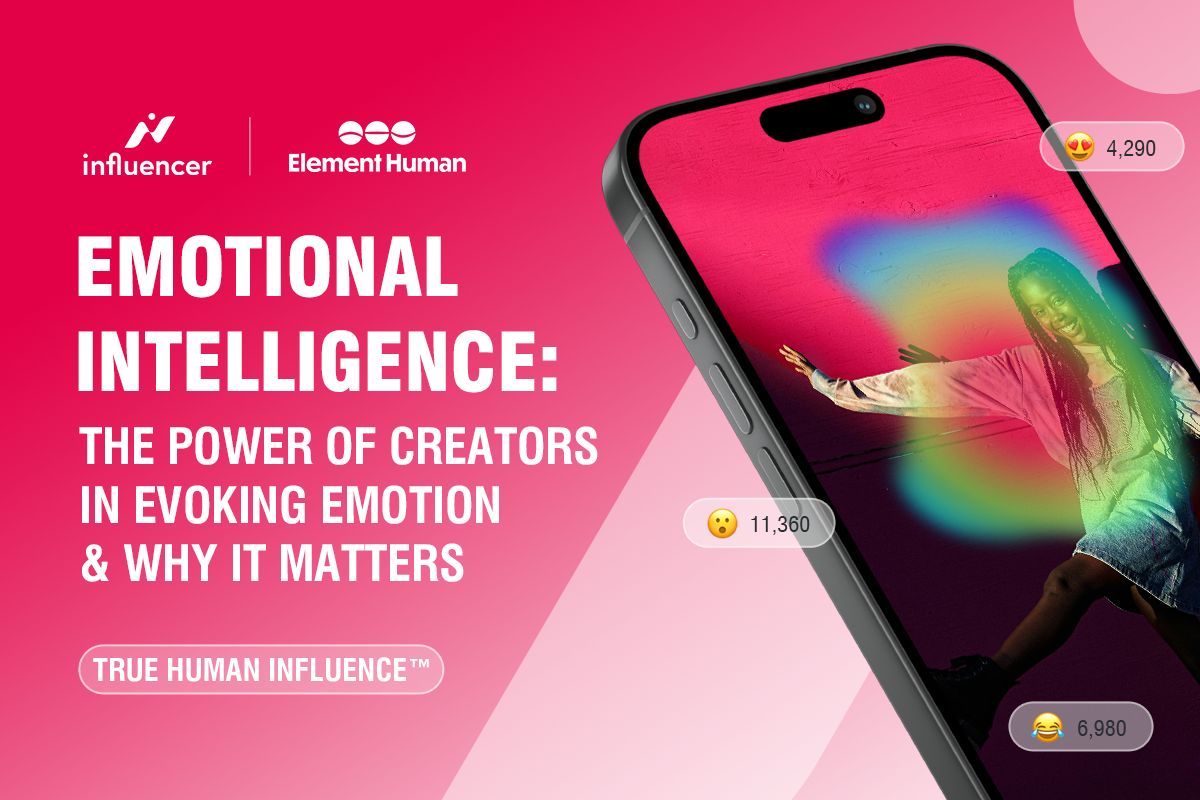 influencer
Element Human
EMOTIONAL
INTELLIGENCE:
THE POWER OF CREATORS
IN EVOKING EMOTION
& WHY IT MATTERS
TRUE HUMAN INFLUENCE™
4,290
11,360
6,980